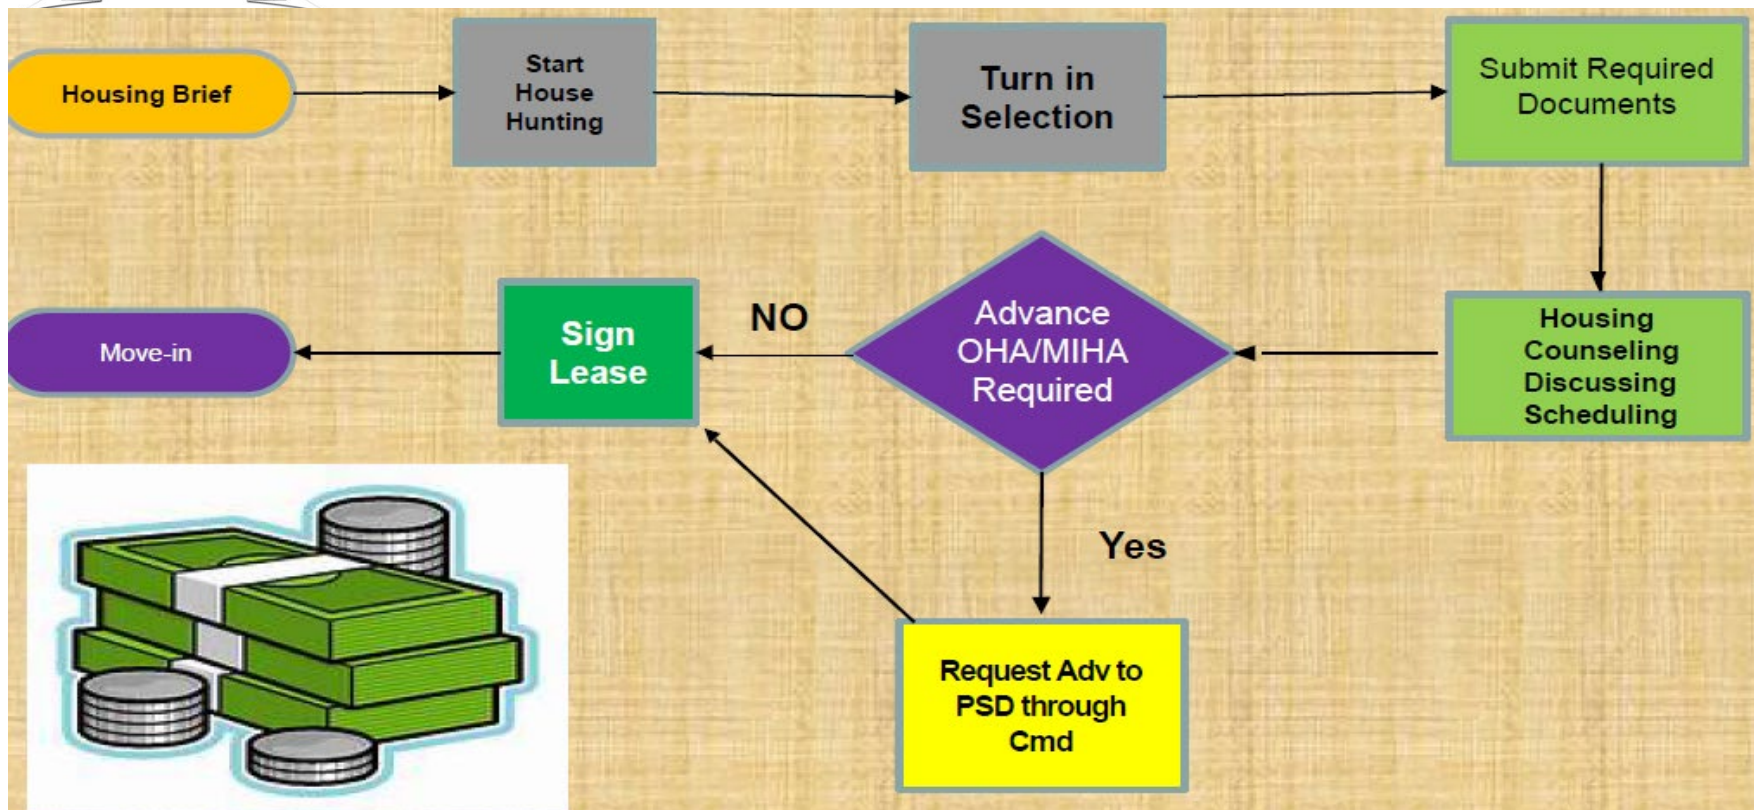 Housing Brief
Start
House
Hunting
Turn in
Selection
Submit Required
Documents
Housing
Counseling
Discussing
Scheduling
Advance
OHA/MIHA
Required
NO
Sign
Lease
Move-in
Yes
Request Adv to
PSD through
Cmd